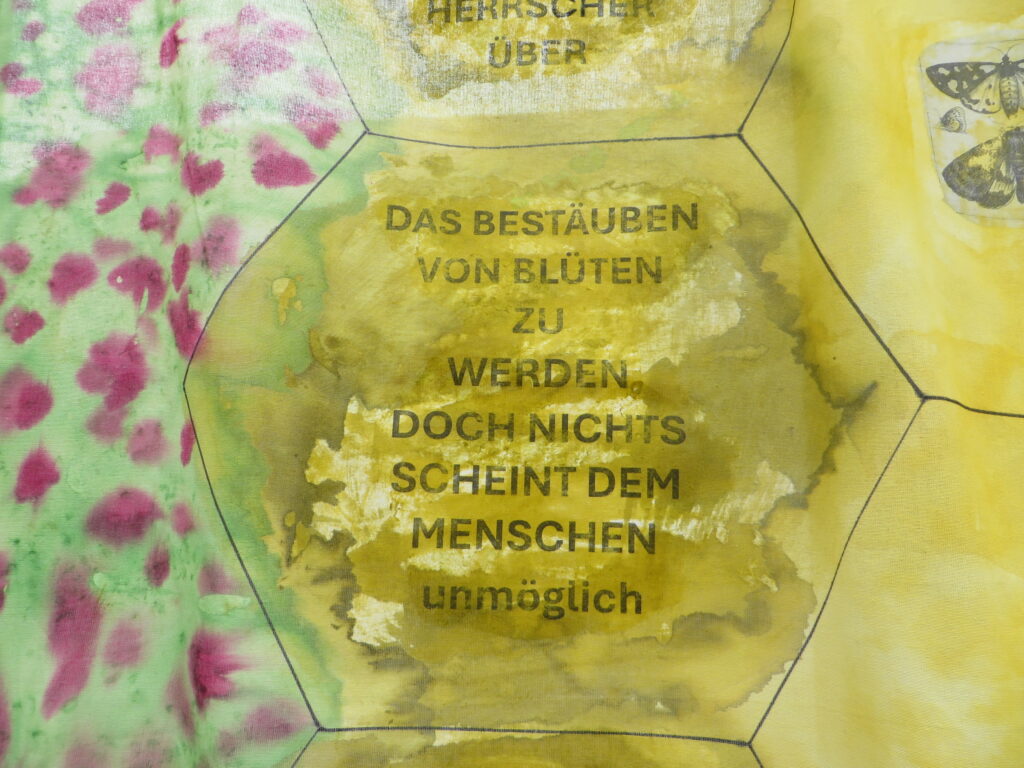 HERRSCHER
ÜBER
DAS BESTÄUBEN
VON BLÜTEN
ZU
WERDEN.
DOCH NICHTS
SCHEINT DEM
MENSCHEN
unmöglich